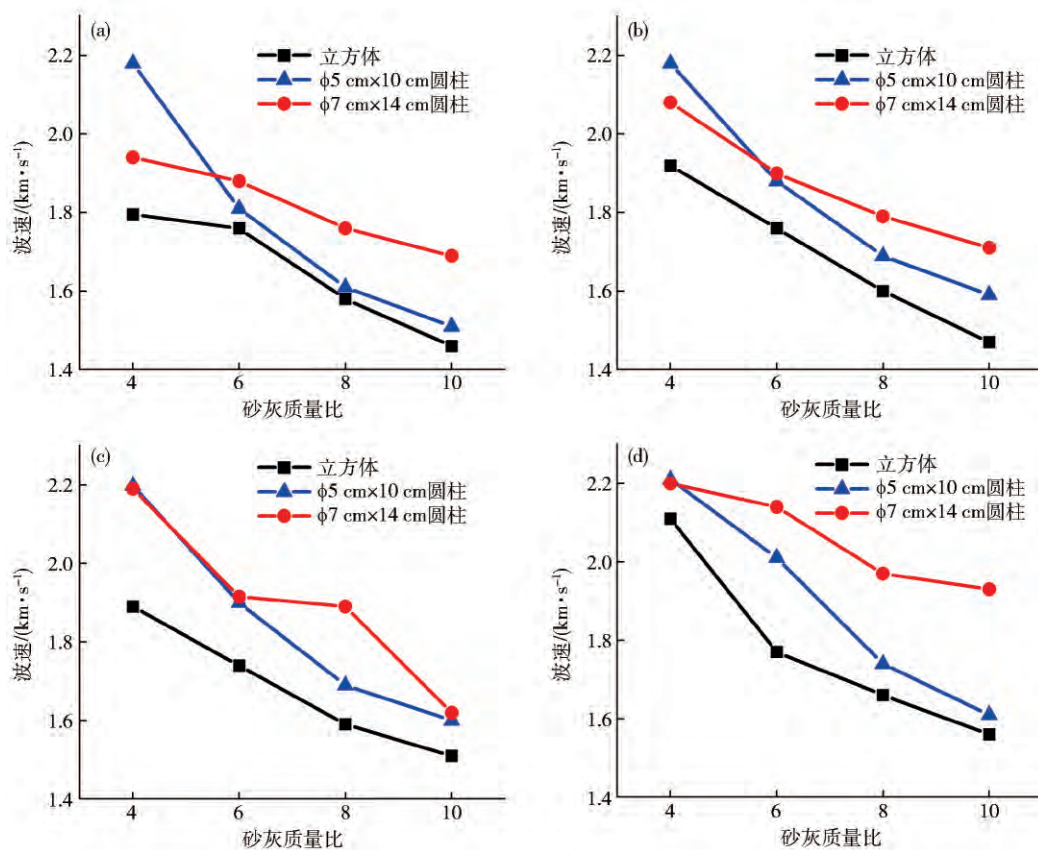 (a)
立方体
ϕ5 cm×10 cm圆柱
ϕ7 cm×14 cm圆柱
2.2
2.0
1.8
1.6
1.4
波速/(km·s⁻¹)
4 6 8 10
砂灰质量比
(b)
立方体
ϕ5 cm×10 cm圆柱
ϕ7 cm×14 cm圆柱
2.2
2.0
1.8
1.6
1.4
波速/(km·s⁻¹)
4 6 8 10
砂灰质量比
(c)
立方体
ϕ5 cm×10 cm圆柱
ϕ7 cm×14 cm圆柱
2.2
2.0
1.8
1.6
1.4
波速/(km·s⁻¹)
4 6 8 10
砂灰质量比
(d)
立方体
ϕ5 cm×10 cm圆柱
ϕ7 cm×14 cm圆柱
2.2
2.0
1.8
1.6
1.4
波速/(km·s⁻¹)
4 6 8 10
砂灰质量比